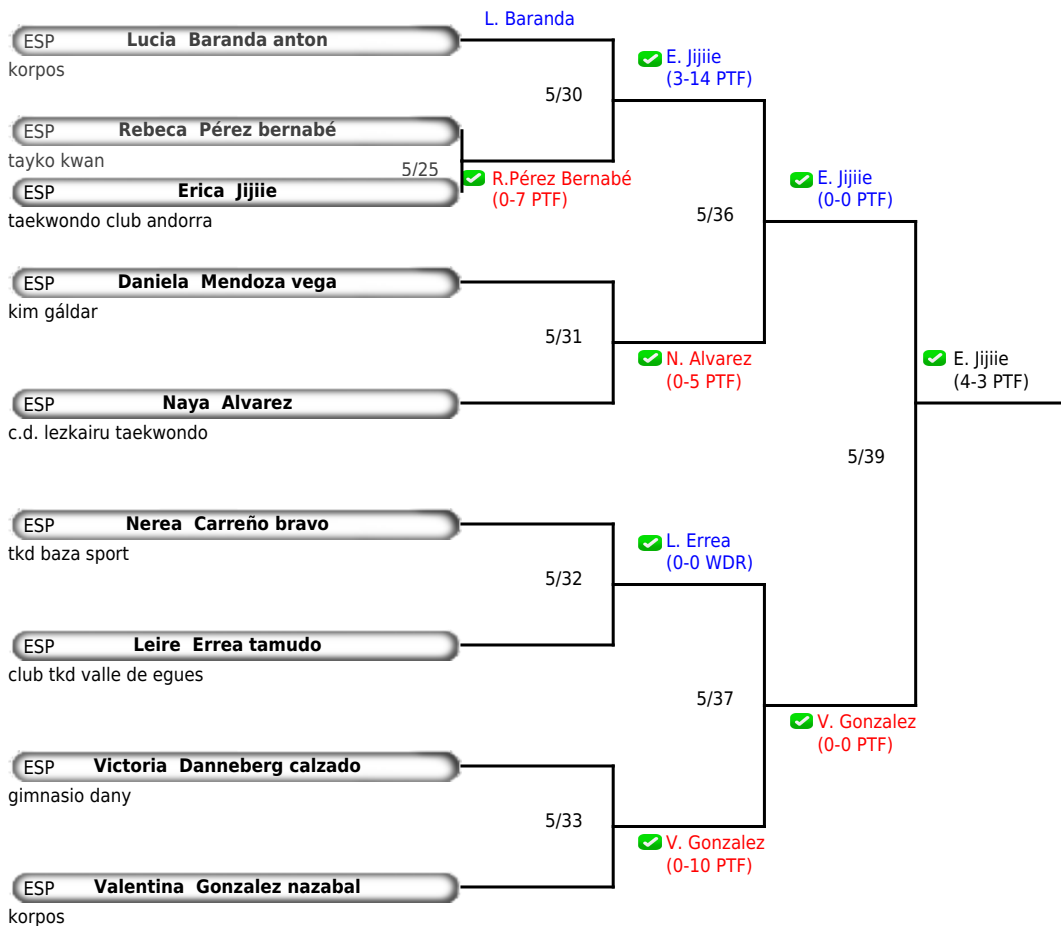 L. Baranda
ESP Lucia Baranda anton
korpos
E. Jijiie
(3-14 PTF)
5/30
ESP Rebeca Pérez bernabé
tayko kwan
5/25
R.Pérez Bernabé
(0-7 PTF)
ESP Erica Jijiie
taekwondo club andorra
E. Jijiie
(0-0 PTF)
5/36
ESP Daniela Mendoza vega
kim gáldar
5/31
N. Alvarez
(0-5 PTF)
E. Jijiie
(4-3 PTF)
ESP Naya Alvarez
c.d. lezkairu taekwondo
5/39
ESP Nerea Carreño bravo
tkd baza sport
L. Errea
(0-0 WDR)
5/32
ESP Leire Errea tamudo
club tkd valle de egues
5/37
V. Gonzalez
(0-0 PTF)
ESP Victoria Danneberg calzado
gimnasio dany
5/33
V. Gonzalez
(0-10 PTF)
ESP Valentina Gonzalez nazabal
korpos